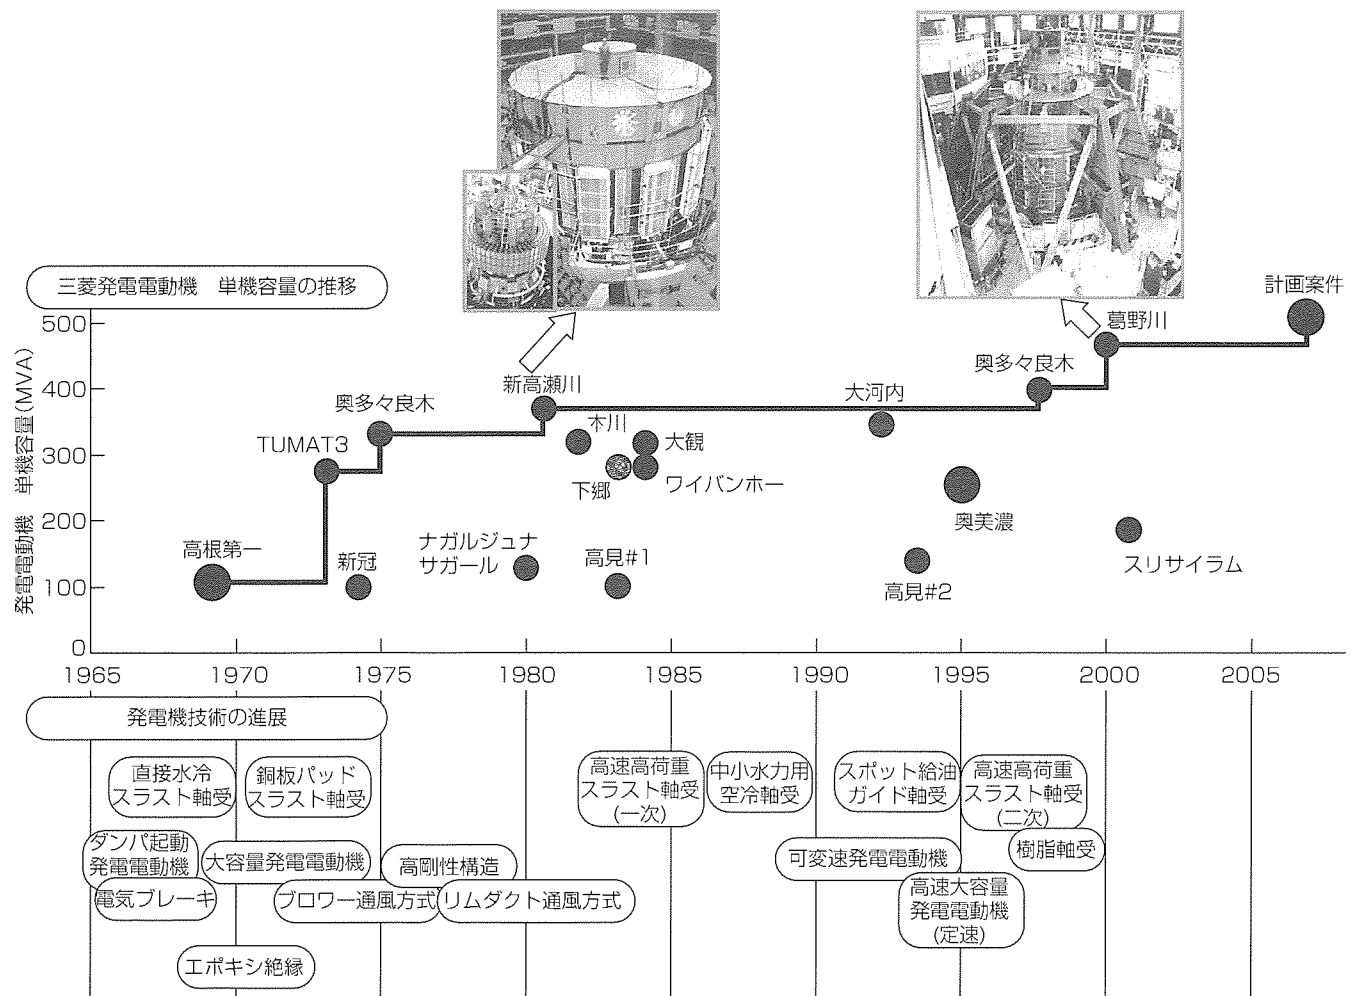 三菱発電電動機　単機容量の推移
発電電動機　単機容量(MVA)
500
400
300
200
100
0
計画案件
葛野川
奥多々良木
大河内
新高瀬川
奥多々良木
本川
大観
TUMAT3
下郷
ワイバンホー
奥美濃
高根第一
新冠
ナガルジュナ
サガール
高見#1
高見#2
スリサイラム
1965
1970
1975
1980
1985
1990
1995
2000
2005
発電機技術の進展
直接水冷
スラスト軸受
銅板パッド
スラスト軸受
高速高荷重
スラスト軸受
(一次)
中小水力用
空冷軸受
スポット給油
ガイド軸受
高速高荷重
スラスト軸受
(二次)
ダンパ起動
発電電動機
大容量発電電動機
高剛性構造
可変速発電電動機
樹脂軸受
電気ブレーキ
ブロワー通風方式
リムダクト通風方式
高速大容量
発電電動機
(定速)
エポキシ絶縁